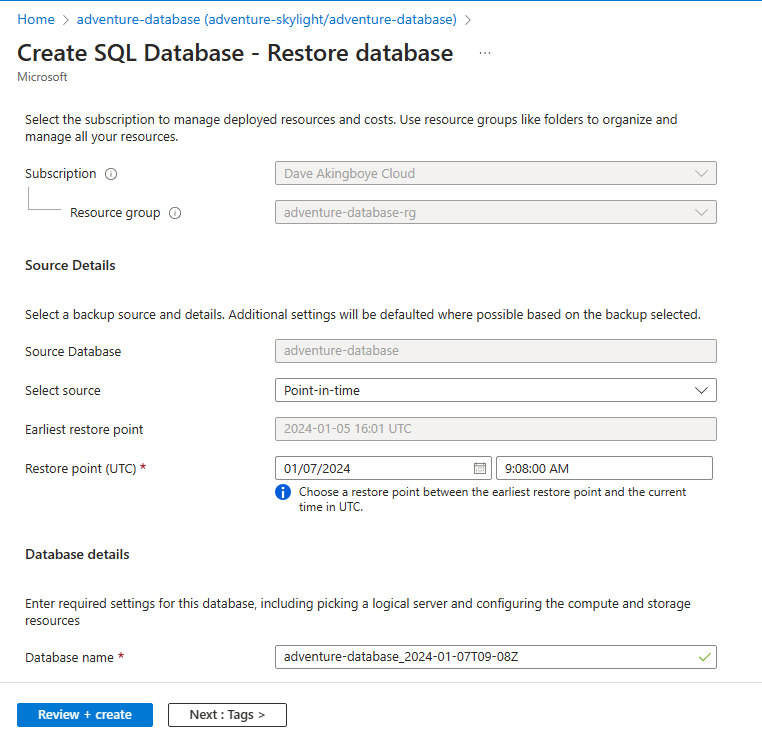 Home > adventure-database (adventure-skylight/adventure-database) >
Create SQL Database - Restore database ...
Microsoft
Select the subscription to manage deployed resources and costs. Use resource groups like folders to organize and
manage all your resources.
Subscription Dave Akingboye Cloud
Resource group adventure-database-rg
Source Details
Select a backup source and details. Additional settings will be defaulted where possible based on the backup selected.
Source Database adventure-database
Select source Point-in-time
Earliest restore point 2024-01-05 16:01 UTC
Restore point (UTC) * 01/07/2024 9:08:00 AM
Choose a restore point between the earliest restore point and the current
time in UTC.
Database details
Enter required settings for this database, including picking a logical server and configuring the compute and storage
resources
Database name * adventure-database_2024-01-07T09-08Z
Review + create Next : Tags >